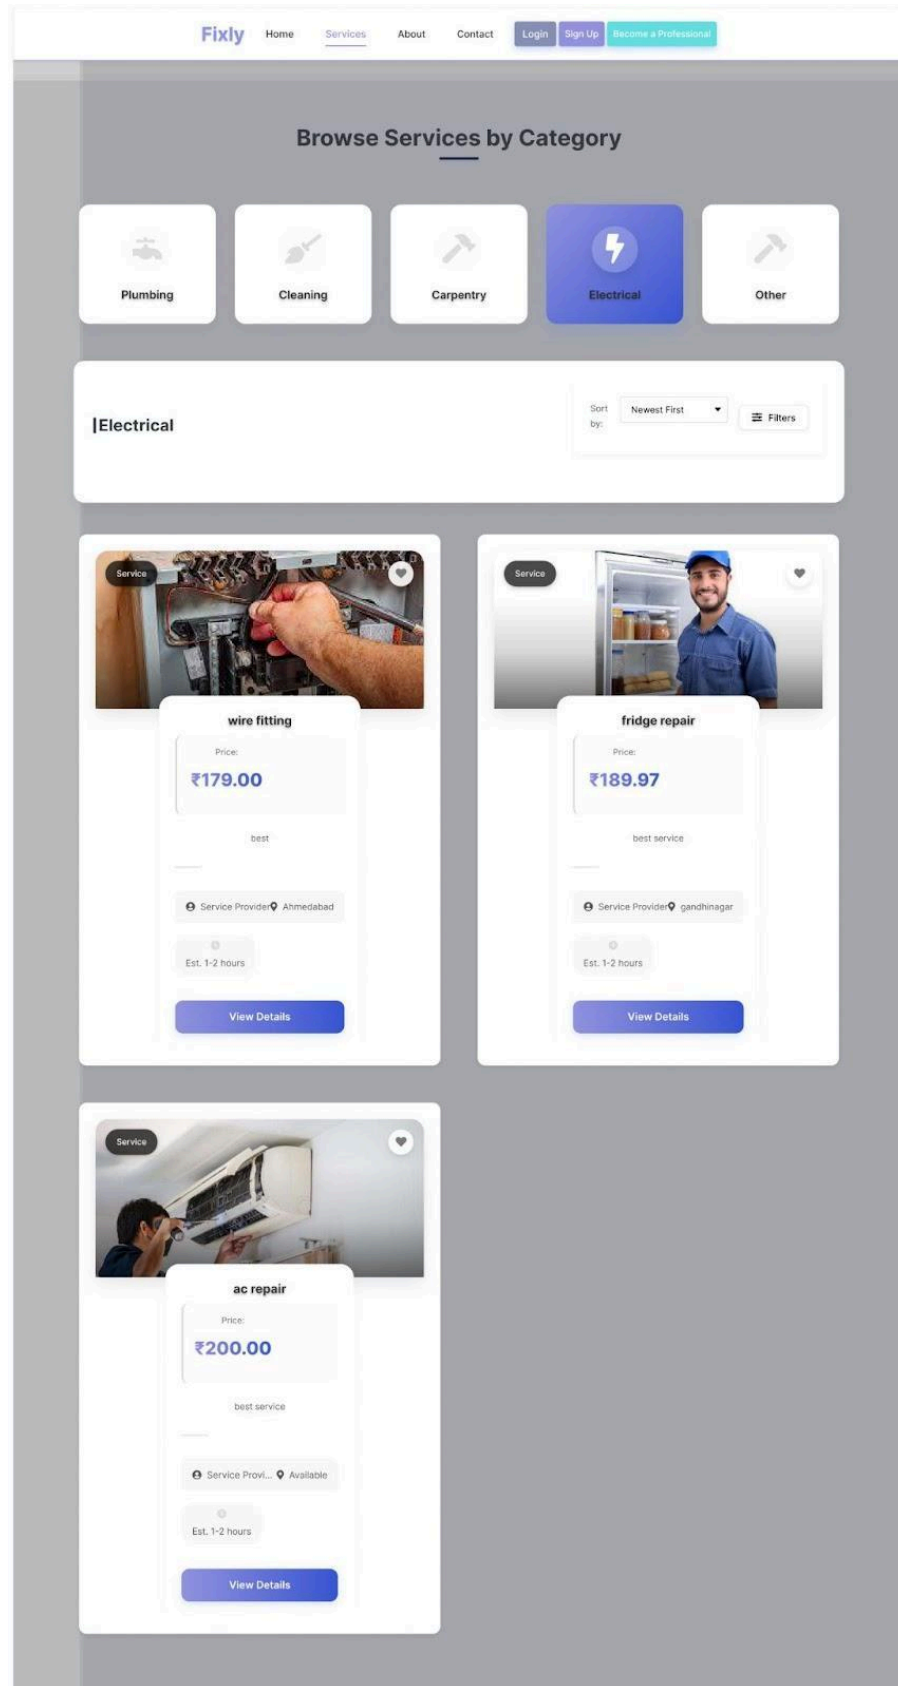 Fixly Home Services About Contact Login Sign Up Become a Professional
Browse Services by Category
Plumbing Cleaning Carpentry Electrical Other
|Electrical
Sort by: Newest First Filters
Service
wire fitting
Price:
₹179.00
best
Service Provider Ahmedabad
Est. 1-2 hours
View Details
Service
fridge repair
Price:
₹189.97
best service
Service Provider gandhinagar
Est. 1-2 hours
View Details
Service
ac repair
Price:
₹200.00
best service
Service Provi... Available
Est. 1-2 hours
View Details